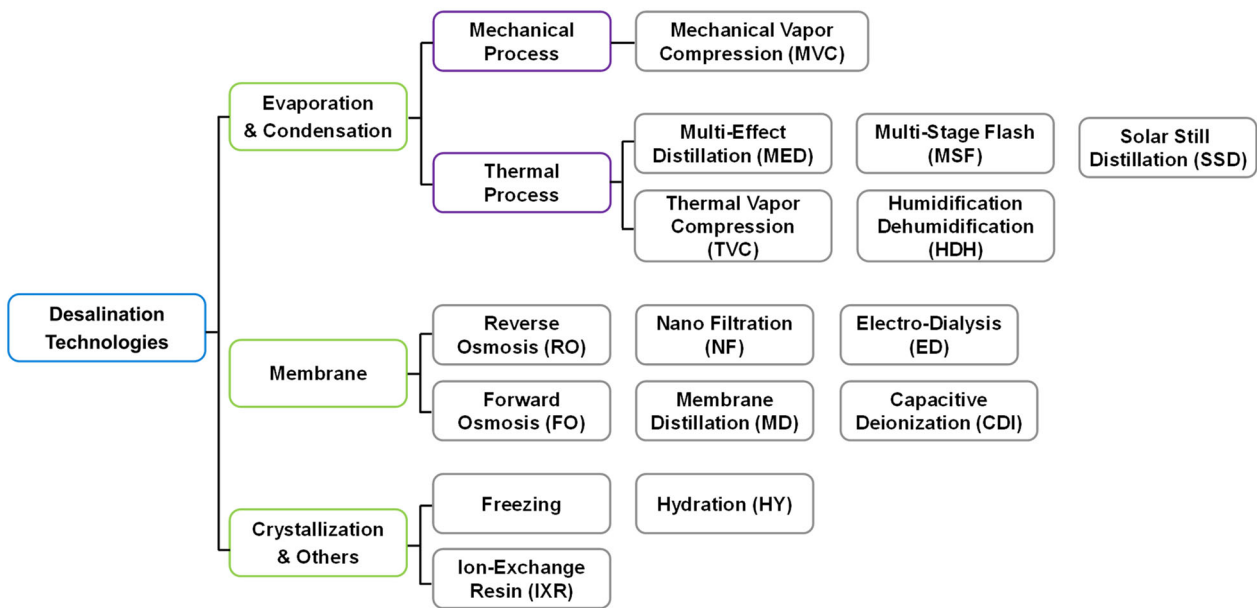 Mechanical
Process
Mechanical Vapor
Compression (MVC)
Evaporation
& Condensation
Multi-Effect
Distillation (MED)
Multi-Stage Flash
(MSF)
Solar Still
Distillation (SSD)
Thermal
Process
Thermal Vapor
Compression
(TVC)
Humidification
Dehumidification
(HDH)
Desalination
Technologies
Reverse
Osmosis (RO)
Nano Filtration
(NF)
Electro-Dialysis
(ED)
Membrane
Forward
Osmosis (FO)
Membrane
Distillation (MD)
Capacitive
Deionization (CDI)
Freezing
Hydration (HY)
Crystallization
& Others
Ion-Exchange
Resin (IXR)